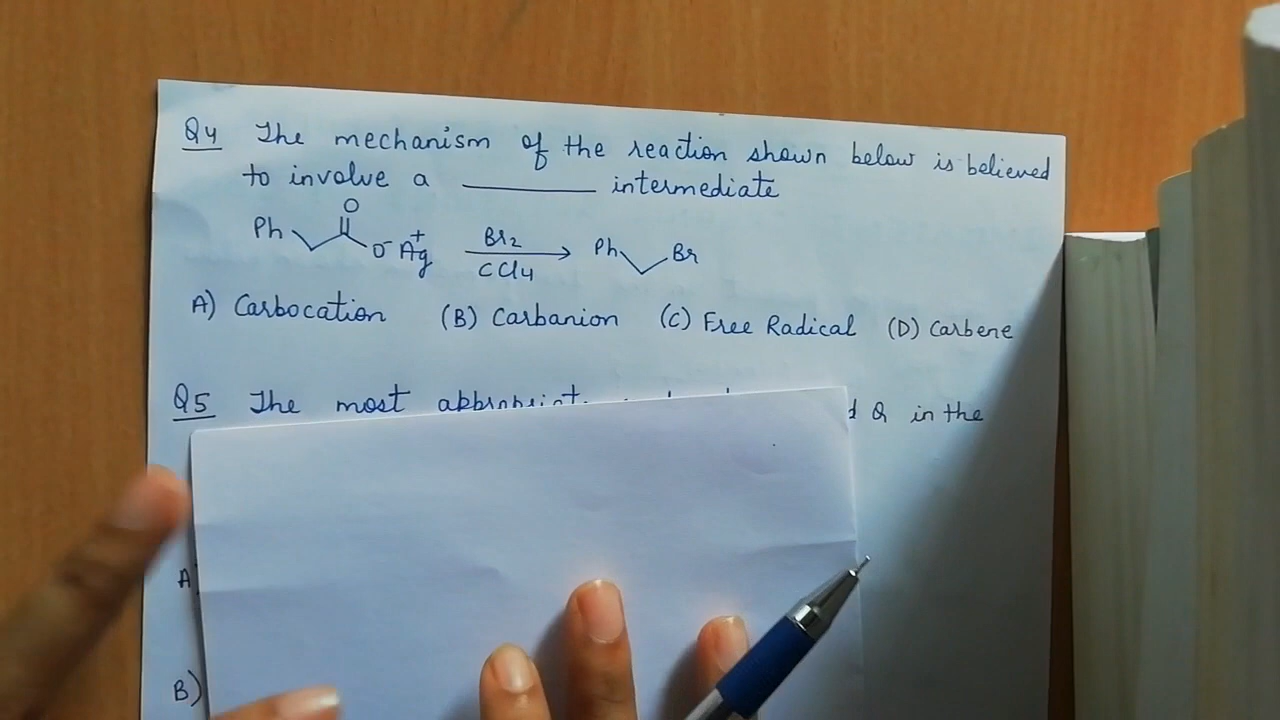 Q4 The mechanism of the reaction shown below is believed
to involve a ______ intermediate
O
Ph O⁻ Ag⁺ Br2 Ph Br
CCl4
A) Carbocation (B) Carbanion (C) Free Radical (D) Carbene
Q5 The most Q in the
A)
B)